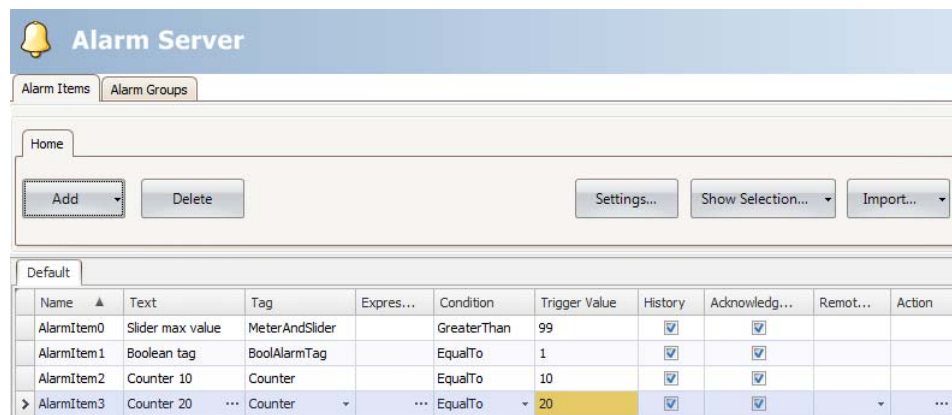 Alarm Server
Alarm Items Alarm Groups
Home
Add Delete Settings... Show Selection... Import...
Default
Name Text Tag Expres... Condition Trigger Value History Acknowledg... Remot... Action
AlarmItem0 Slider max value MeterAndSlider GreaterThan 99
AlarmItem1 Boolean tag BoolAlarmTag EqualTo 1
AlarmItem2 Counter 10 Counter EqualTo 10
AlarmItem3 Counter 20 ... Counter ... EqualTo 20 ...